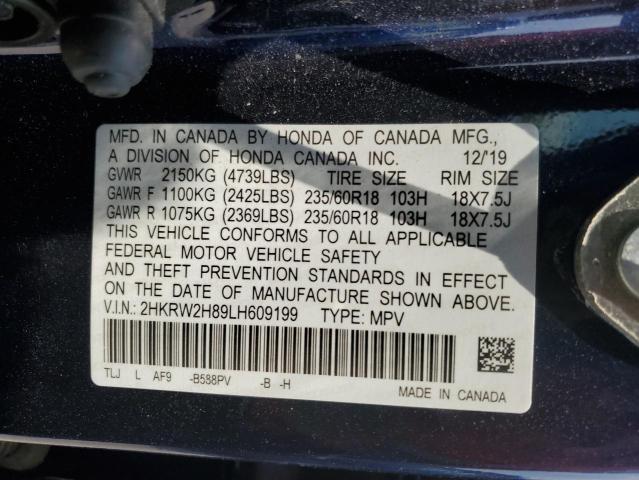 MFD. IN CANADA BY HONDA OF CANADA MFG.,
A DIVISION OF HONDA CANADA INC. 12/'19
GVWR 2150KG (4739LBS) TIRE SIZE RIM SIZE
GAWR F 1100KG (2425LBS) 235/60R18 103H 18X7.5J
GAWR R 1075KG (2369LBS) 235/60R18 103H 18X7.5J
THIS VEHICLE CONFORMS TO ALL APPLICABLE
FEDERAL MOTOR VEHICLE SAFETY
AND THEFT PREVENTION STANDARDS IN EFFECT
ON THE DATE OF MANUFACTURE SHOWN ABOVE.
V.I.N.: 2HKRW2H89LH609199 TYPE: MPV
TLJ L AF9 -B588PV -B -H
MADE IN CANADA